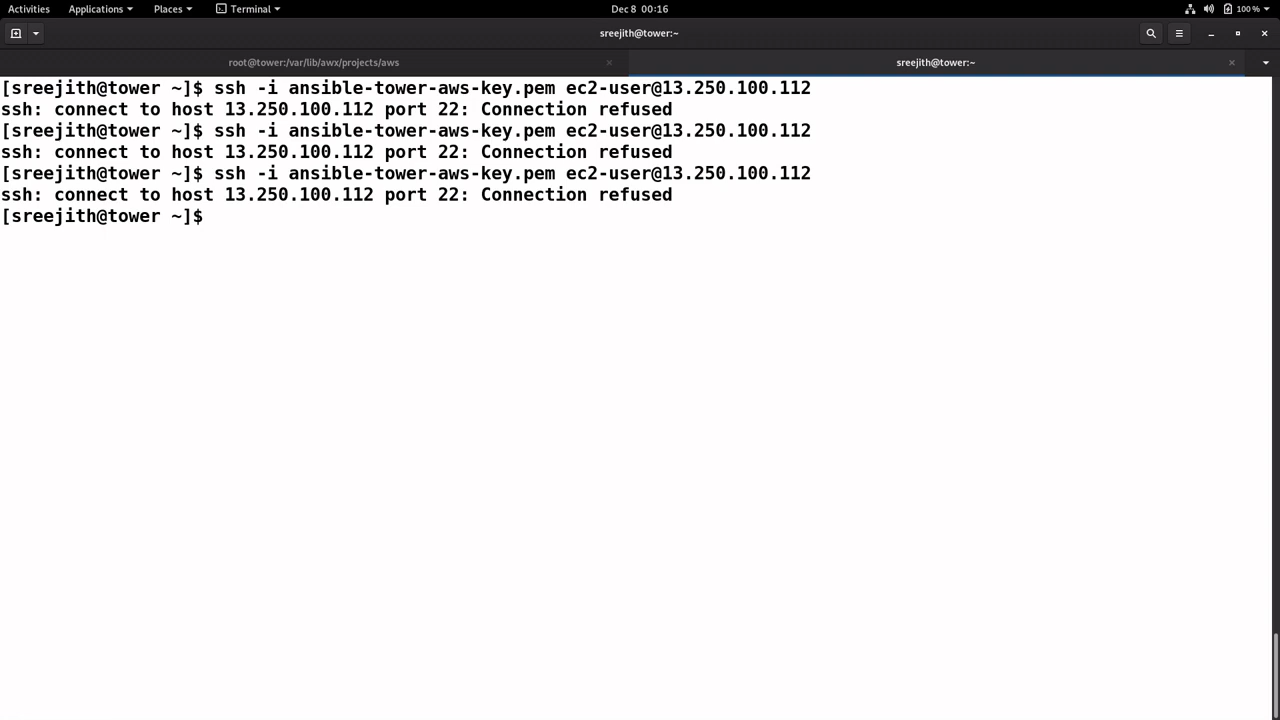 Activities Applications Places Terminal Dec 8 00:16 100 %
sreejith@tower:~
root@tower:/var/lib/awx/projects/aws sreejith@tower:~
[sreejith@tower ~]$ ssh -i ansible-tower-aws-key.pem ec2-user@13.250.100.112
ssh: connect to host 13.250.100.112 port 22: Connection refused
[sreejith@tower ~]$ ssh -i ansible-tower-aws-key.pem ec2-user@13.250.100.112
ssh: connect to host 13.250.100.112 port 22: Connection refused
[sreejith@tower ~]$ ssh -i ansible-tower-aws-key.pem ec2-user@13.250.100.112
ssh: connect to host 13.250.100.112 port 22: Connection refused
[sreejith@tower ~]$